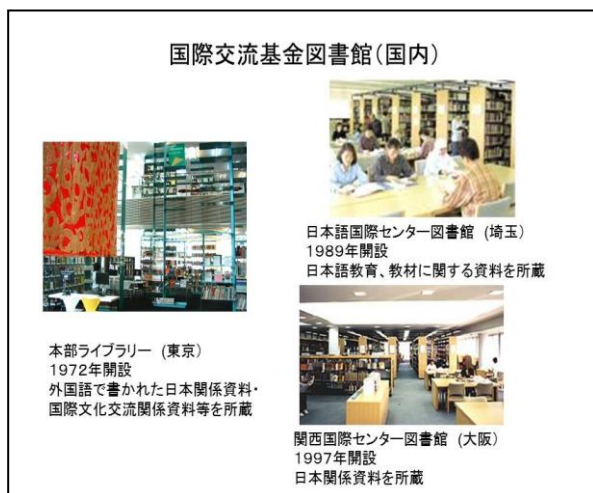 国際交流基金図書館(国内)
本部ライブラリー (東京)
1972年開設
外国語で書かれた日本関係資料・
国際文化交流関係資料等を所蔵
日本語国際センター図書館 (埼玉)
1989年開設
日本語教育、教材に関する資料を所蔵
関西国際センター図書館 (大阪)
1997年開設
日本関係資料を所蔵